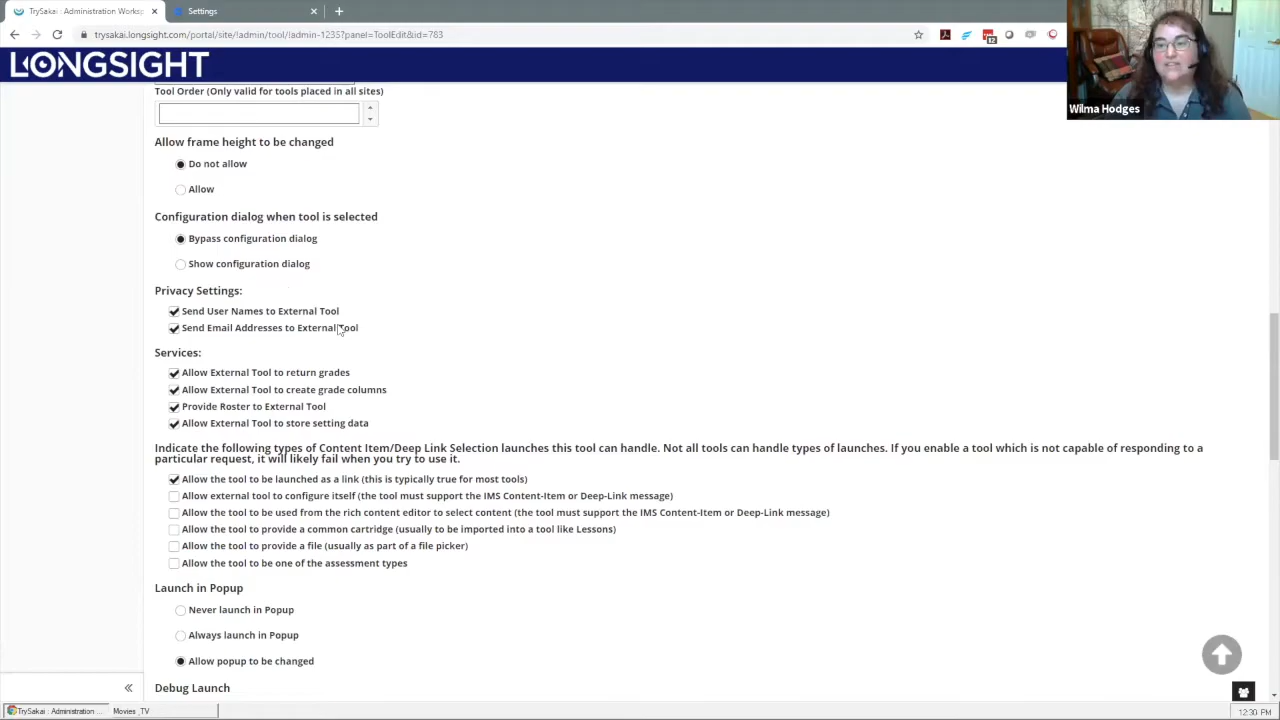 TrySakai : Administration Worksp
Settings
trysakai.longsight.com/portal/site/!admin/tool/!admin-1235?panel=ToolEdit&id=783
12
LONGSIGHT
Wilma Hodges
Tool Order (Only valid for tools placed in all sites)
Allow frame height to be changed
Do not allow
Allow
Configuration dialog when tool is selected
Bypass configuration dialog
Show configuration dialog
Privacy Settings:
Send User Names to External Tool
Send Email Addresses to External Tool
Services:
Allow External Tool to return grades
Allow External Tool to create grade columns
Provide Roster to External Tool
Allow External Tool to store setting data
Indicate the following types of Content Item/Deep Link Selection launches this tool can handle. Not all tools can handle types of launches. If you enable a tool which is not capable of responding to a
particular request, it will likely fail when you try to use it.
Allow the tool to be launched as a link (this is typically true for most tools)
Allow external tool to configure itself (the tool must support the IMS Content-Item or Deep-Link message)
Allow the tool to be used from the rich content editor to select content (the tool must support the IMS Content-Item or Deep-Link message)
Allow the tool to provide a common cartridge (usually to be imported into a tool like Lessons)
Allow the tool to provide a file (usually as part of a file picker)
Allow the tool to be one of the assessment types
Launch in Popup
Never launch in Popup
Always launch in Popup
Allow popup to be changed
Debug Launch
TrySakai : Administration ...
Movies _TV
12:30 PM